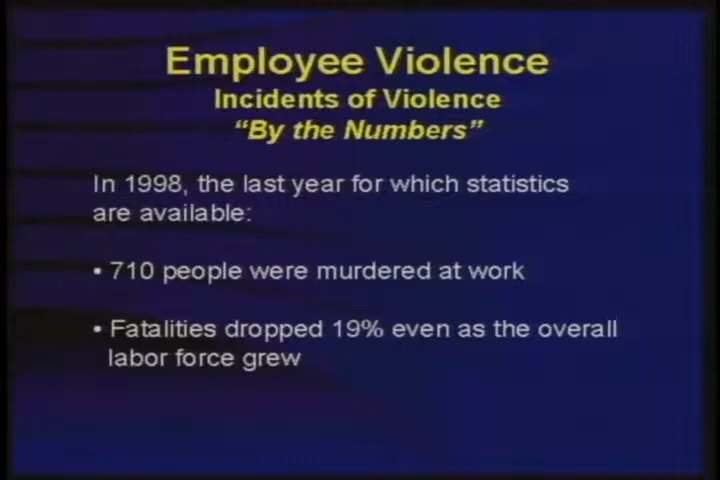 Employee Violence
Incidents of Violence
“By the Numbers”
In 1998, the last year for which statistics
are available:
• 710 people were murdered at work
• Fatalities dropped 19% even as the overall
labor force grew